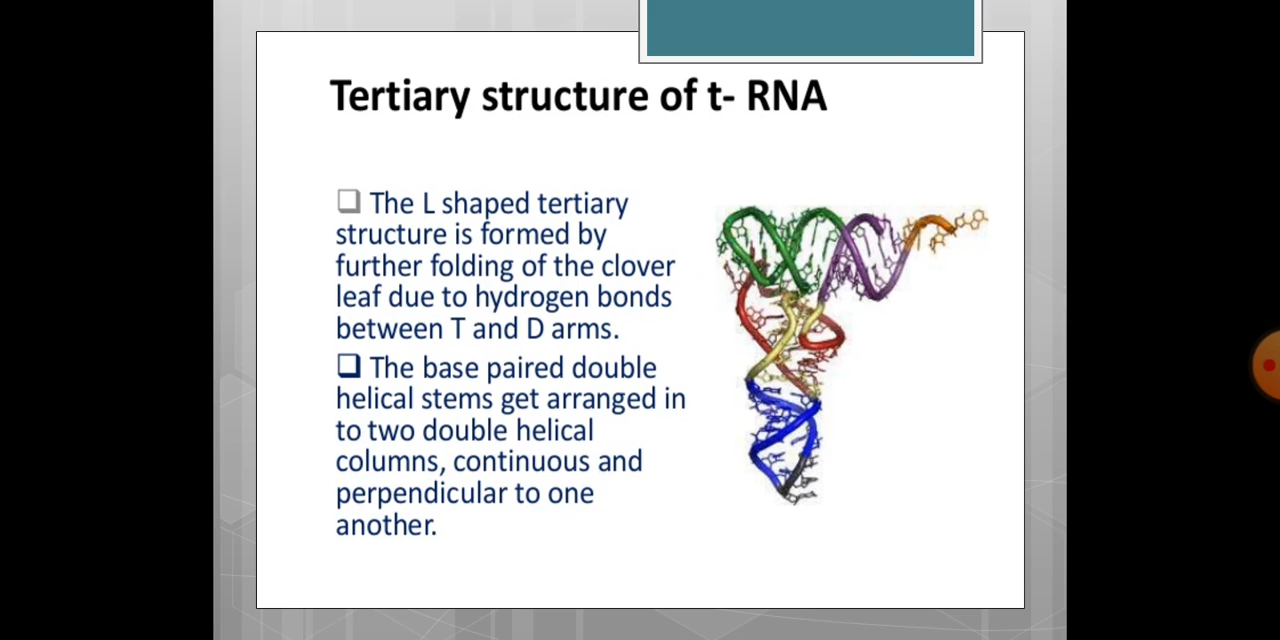 Tertiary structure of t- RNA
The L shaped tertiary
structure is formed by
further folding of the clover
leaf due to hydrogen bonds
between T and D arms.
The base paired double
helical stems get arranged in
to two double helical
columns, continuous and
perpendicular to one
another.